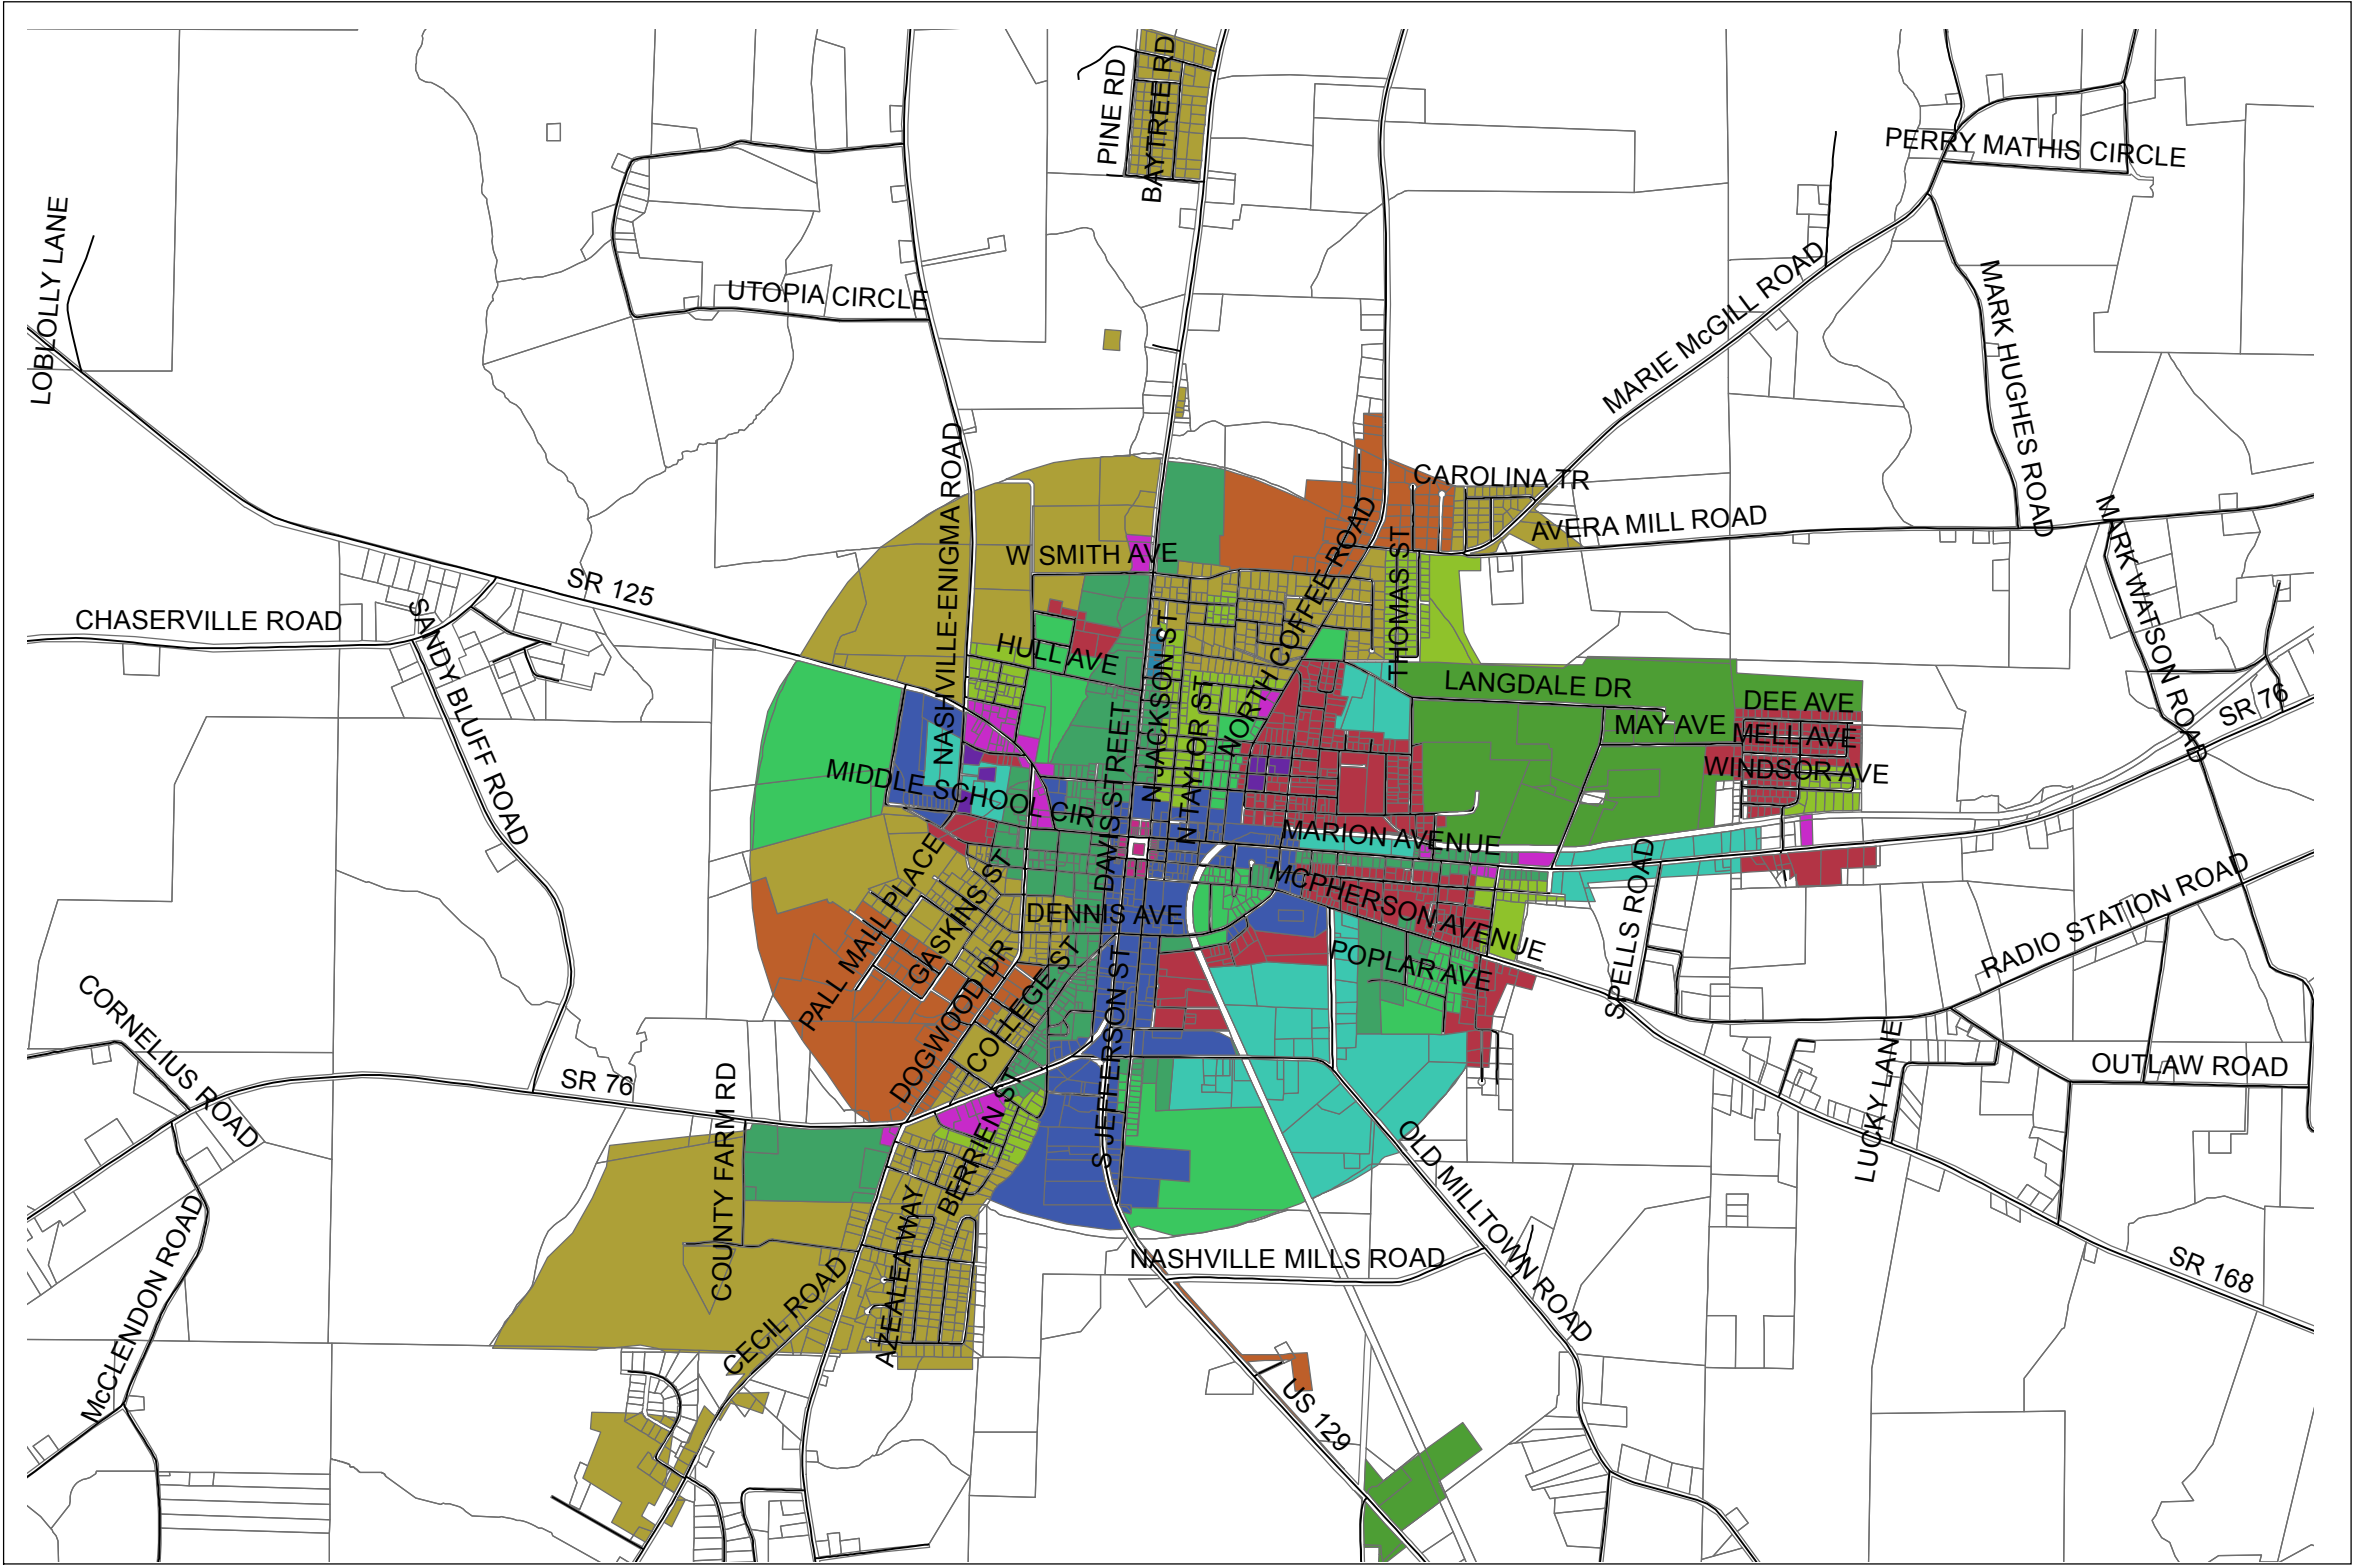 PINE RD
BAYTREE RD
PERRY MATHIS CIRCLE
LOBLOLLY LANE
UTOPIA CIRCLE
MARIE McGILL ROAD
MARK HUGHES ROAD
NASHVILLE-ENIGMA ROAD
CAROLINA TR
AVERA MILL ROAD
MARK WATSON ROAD
W SMITH AVE
THOMAS ST
SR 125
CHASERVILLE ROAD
SANDY BLUFF ROAD
HULL AVE
N JACKSON ST
NORTH COFFEE ROAD
LANGDALE DR
DEE AVE
SR 76
MAY AVE
MELL AVE
N TAYLOR ST
DAVIS STREET
MIDDLE SCHOOL CIR
WINDSOR AVE
MARION AVENUE
PALL MALL PLACE
GASKINS ST
MCPHERSON AVENUE
SPELLS ROAD
RADIO STATION ROAD
DENNIS AVE
POPLAR AVE
DOGWOOD DR
COLLEGE ST
S JEFFERSON ST
CORNELIUS ROAD
SR 76
COUNTY FARM RD
OUTLAW ROAD
LUCKY LANE
BERRIEN S
OLD MILLTOWN ROAD
McCLENDON ROAD
AZEALEA WAY
CECIL ROAD
NASHVILLE MILLS ROAD
SR 168
US 129